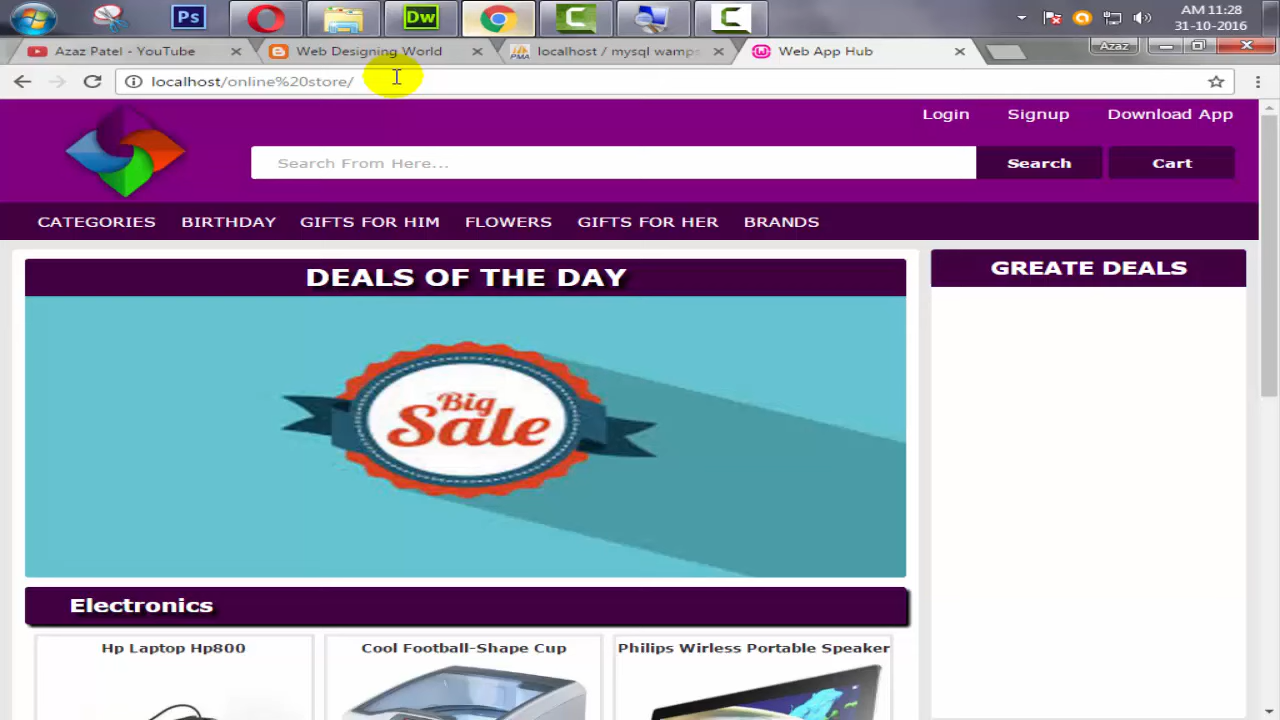 Ps
Dw
AM 11:28
31-10-2016
Azaz Patel - YouTube
Web Designing World
localhost / mysql wamps
Web App Hub
Azaz
localhost/online%20store/
Login
Signup
Download App
Search From Here...
Search
Cart
CATEGORIES
BIRTHDAY
GIFTS FOR HIM
FLOWERS
GIFTS FOR HER
BRANDS
DEALS OF THE DAY
GREATE DEALS
Big
Sale
Electronics
Hp Laptop Hp800
Cool Football-Shape Cup
Philips Wirless Portable Speaker